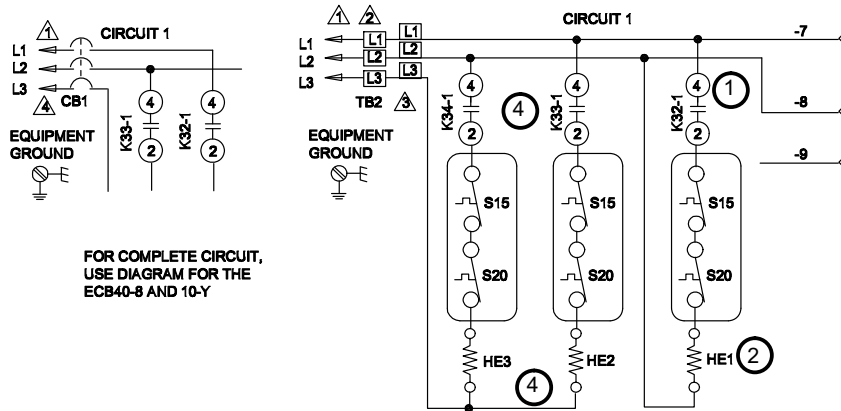 1
CIRCUIT 1
L1
L2
L3
4
CB1
4
4
K33-1
K32-1
2
2
EQUIPMENT
GROUND
FOR COMPLETE CIRCUIT,
USE DIAGRAM FOR THE
ECB40-8 AND 10-Y
1
2
CIRCUIT 1
L1
L1
L1
L2
L2
L2
L3
L3
L3
TB2
3
-7
-8
-9
EQUIPMENT
GROUND
4
4
4
1
K34-1
4
K33-1
K32-1
2
2
2
S15
S15
S15
S20
S20
S20
HE3
HE2
HE1
2
4